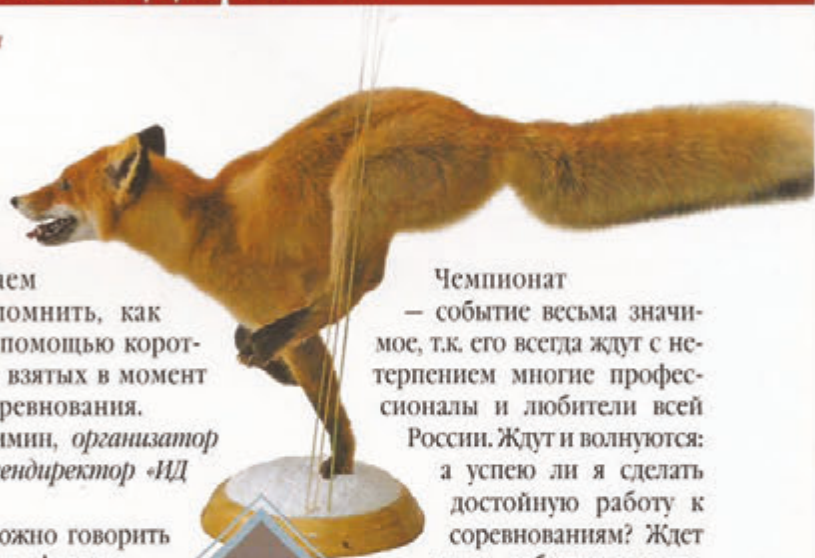 аем
помнить, как
помощью корот-
взятых в момент
ревнования.
имин, организатор
ендиректор «ИД
ожно говорить
Чемпионат
– событие весьма значи-
мое, т.к. его всегда ждут с не-
терпением многие профес-
сионалы и любители всей
России. Ждут и волнуются:
а успею ли я сделать
достойную работу к
соревнованиям? Ждет